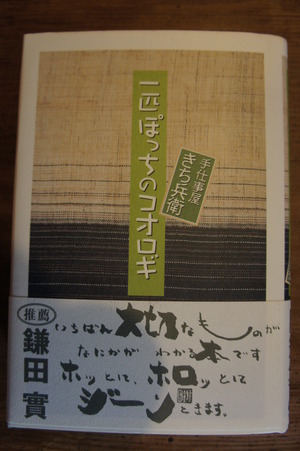 一匹ぽっちのコオロギ
手仕事屋
きち兵衛
推薦
鎌田 實
いちばん大切なものが
なにかが わかる本です
ホッとして、ホロッとして
ジーンときます。